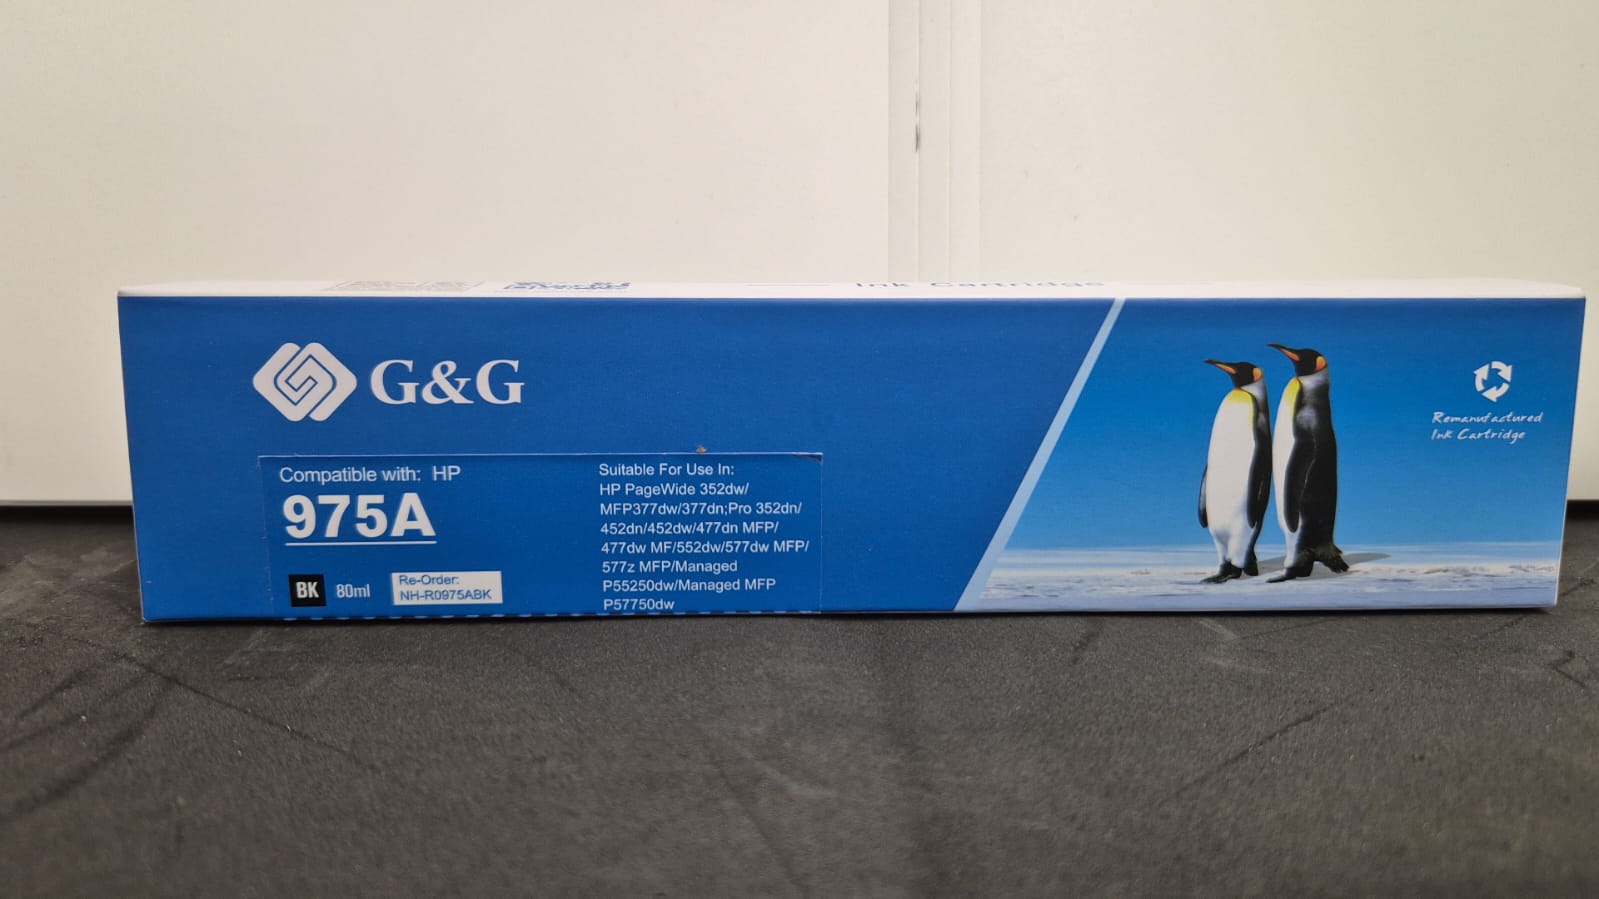 Ink Cartridge
G&G
Compatible with: HP
975A
BK 80ml
Re-Order:
NH-R0975ABK
Suitable For Use In:
HP PageWide 352dw/
MFP377dw/377dn;Pro 352dn/
452dn/452dw/477dn MFP/
477dw MF/552dw/577dw MFP/
577z MFP/Managed
P55250dw/Managed MFP
P57750dw
Remanufactured
Ink Cartridge